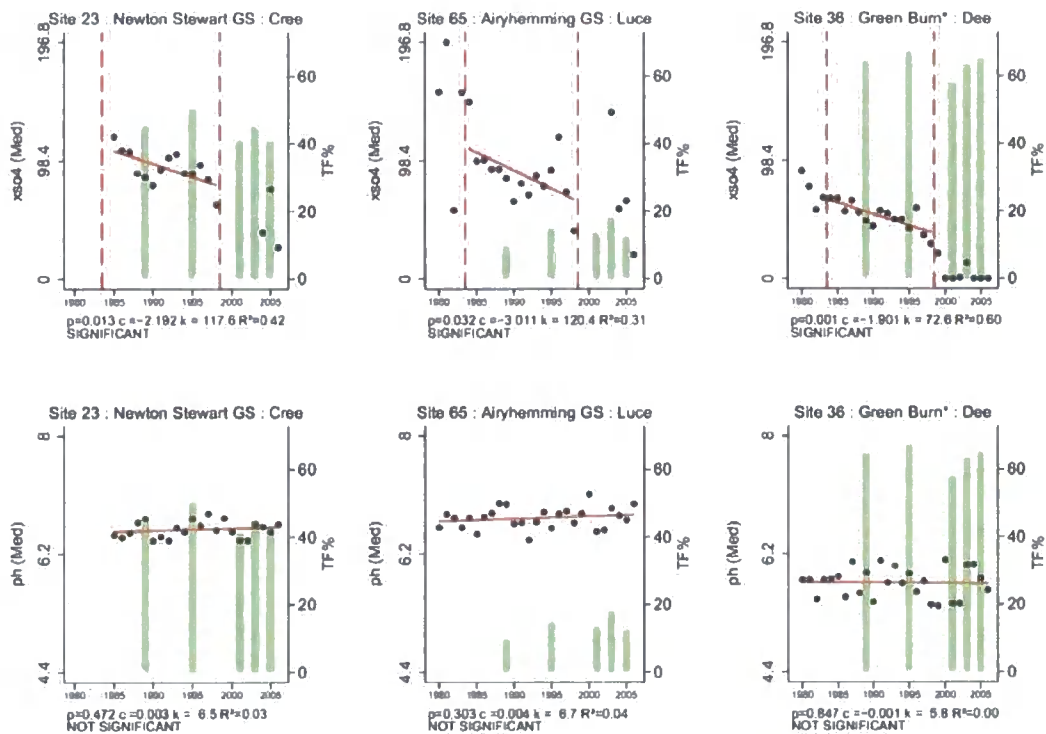 Site 23 : Newton Stewart GS : Cree
196.8
98.4
0
xso4 (Med)
60
40
20
0
TF%
1980 1985 1990 1995 2000 2005
p=0.013 c =-2.192 k = 117.6 R²=0.42
SIGNIFICANT
Site 65 : Airyhemming GS : Luce
196.8
98.4
0
xso4 (Med)
60
40
20
0
TF%
1980 1985 1990 1995 2000 2005
p=0.032 c =-3.011 k = 120.4 R²=0.31
SIGNIFICANT
Site 36 : Green Burn* : Dee
196.8
98.4
0
xso4 (Med)
60
40
20
0
TF%
1980 1985 1990 1995 2000 2005
p=0.001 c =-1.901 k = 72.6 R²=0.60
SIGNIFICANT
Site 23 : Newton Stewart GS : Cree
8
6.2
4.4
ph (Med)
60
40
20
0
TF%
1980 1985 1990 1995 2000 2005
p=0.472 c =0.003 k = 6.5 R²=0.03
NOT SIGNIFICANT
Site 65 : Airyhemming GS : Luce
8
6.2
4.4
ph (Med)
60
40
20
0
TF%
1980 1985 1990 1995 2000 2005
p=0.303 c =0.004 k = 6.7 R²=0.04
NOT SIGNIFICANT
Site 36 : Green Burn* : Dee
8
6.2
4.4
ph (Med)
60
40
20
0
TF%
1980 1985 1990 1995 2000 2005
p=0.847 c =-0.001 k = 5.8 R²=0.00
NOT SIGNIFICANT